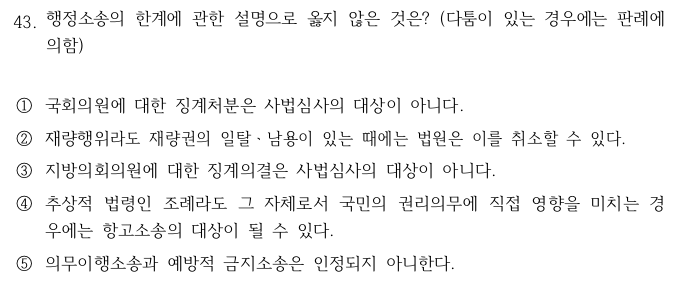 43. 행정소송의 한계에 관한 설명으로 옳지 않은 것은? (다툼이 있는 경우에는 판례에
의함)
① 국회의원에 대한 징계처분은 사법심사의 대상이 아니다.
② 재량행위라도 재량권의 일탈·남용이 있는 때에는 법원은 이를 취소할 수 있다.
③ 지방의회의원에 대한 징계의결은 사법심사의 대상이 아니다.
④ 추상적 법령인 조례라도 그 자체로서 국민의 권리의무에 직접 영향을 미치는 경
우에는 항고소송의 대상이 될 수 있다.
⑤ 의무이행소송과 예방적 금지소송은 인정되지 아니한다.